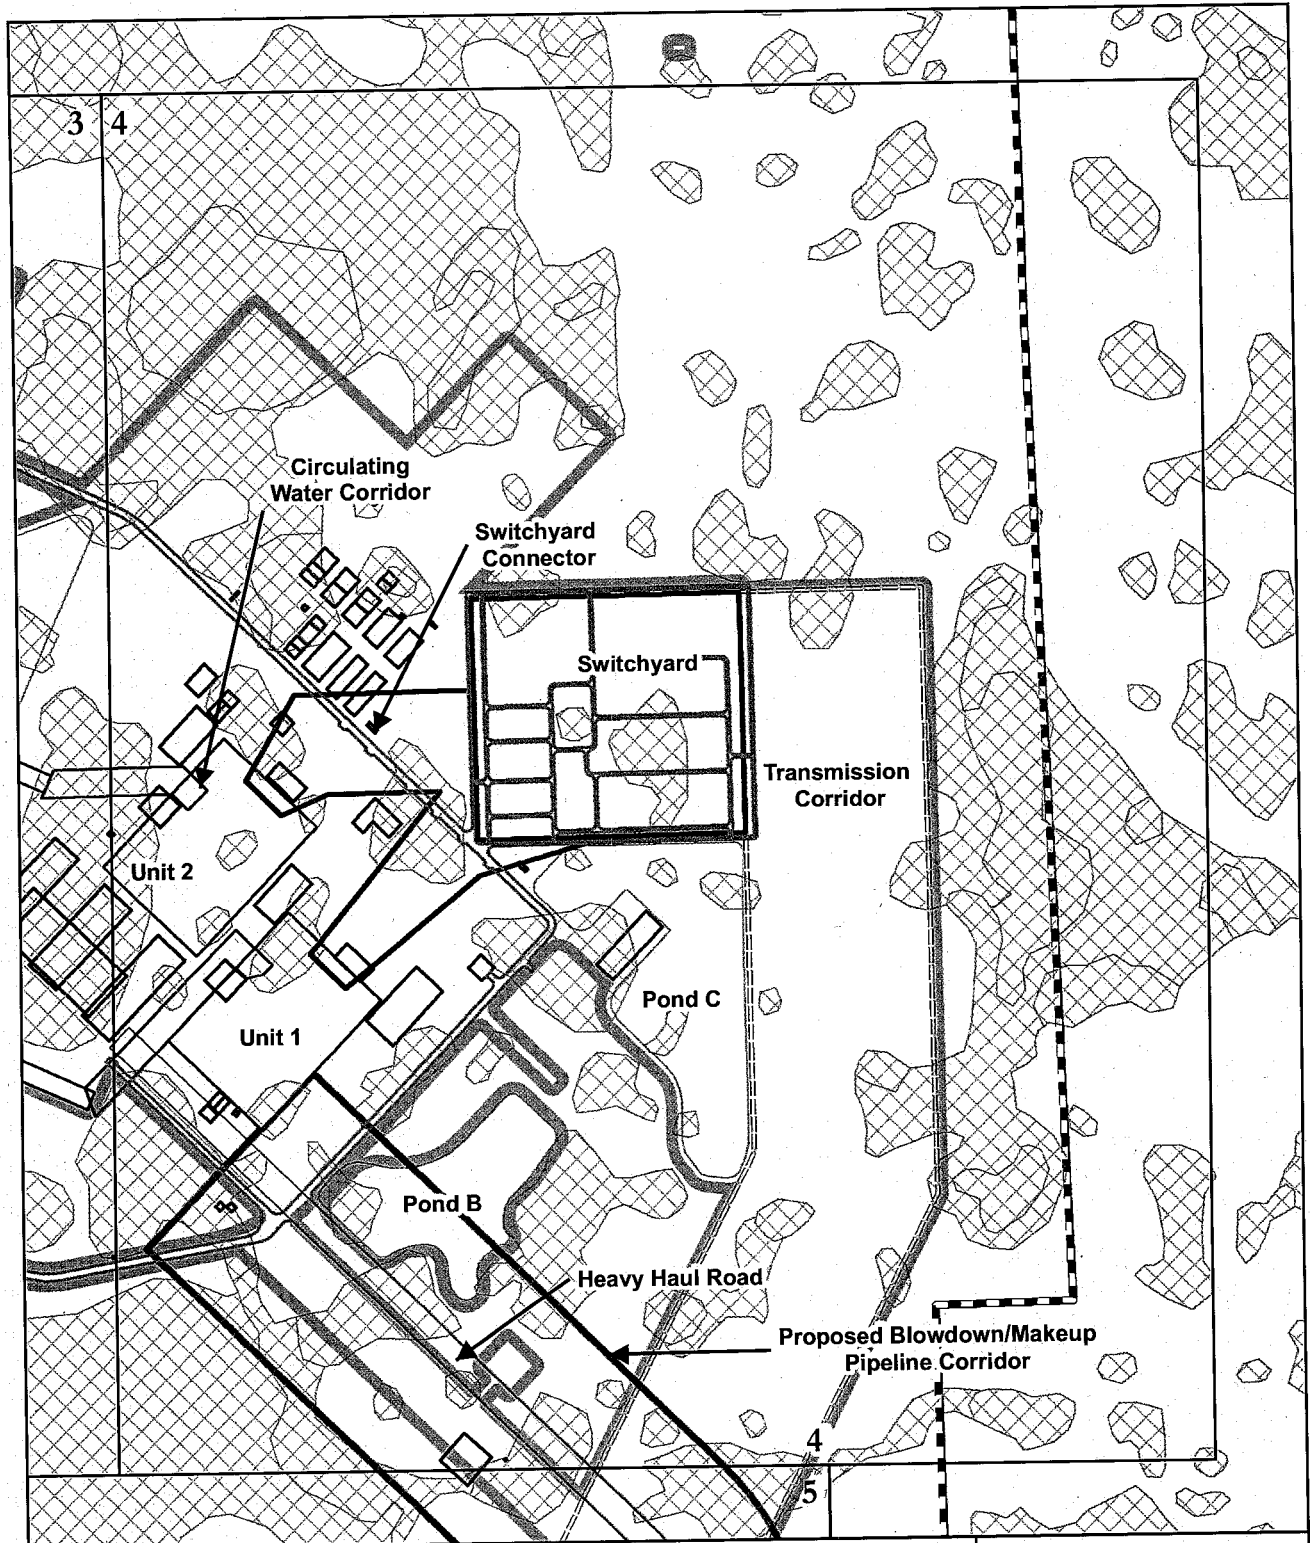 3 4
Circulating
Water Corridor
Switchyard
Connector
Switchyard
Transmission
Corridor
Unit 2
Pond C
Unit 1
Pond B
Heavy Haul Road
Proposed Blowdown/Makeup
Pipeline Corridor
4
5